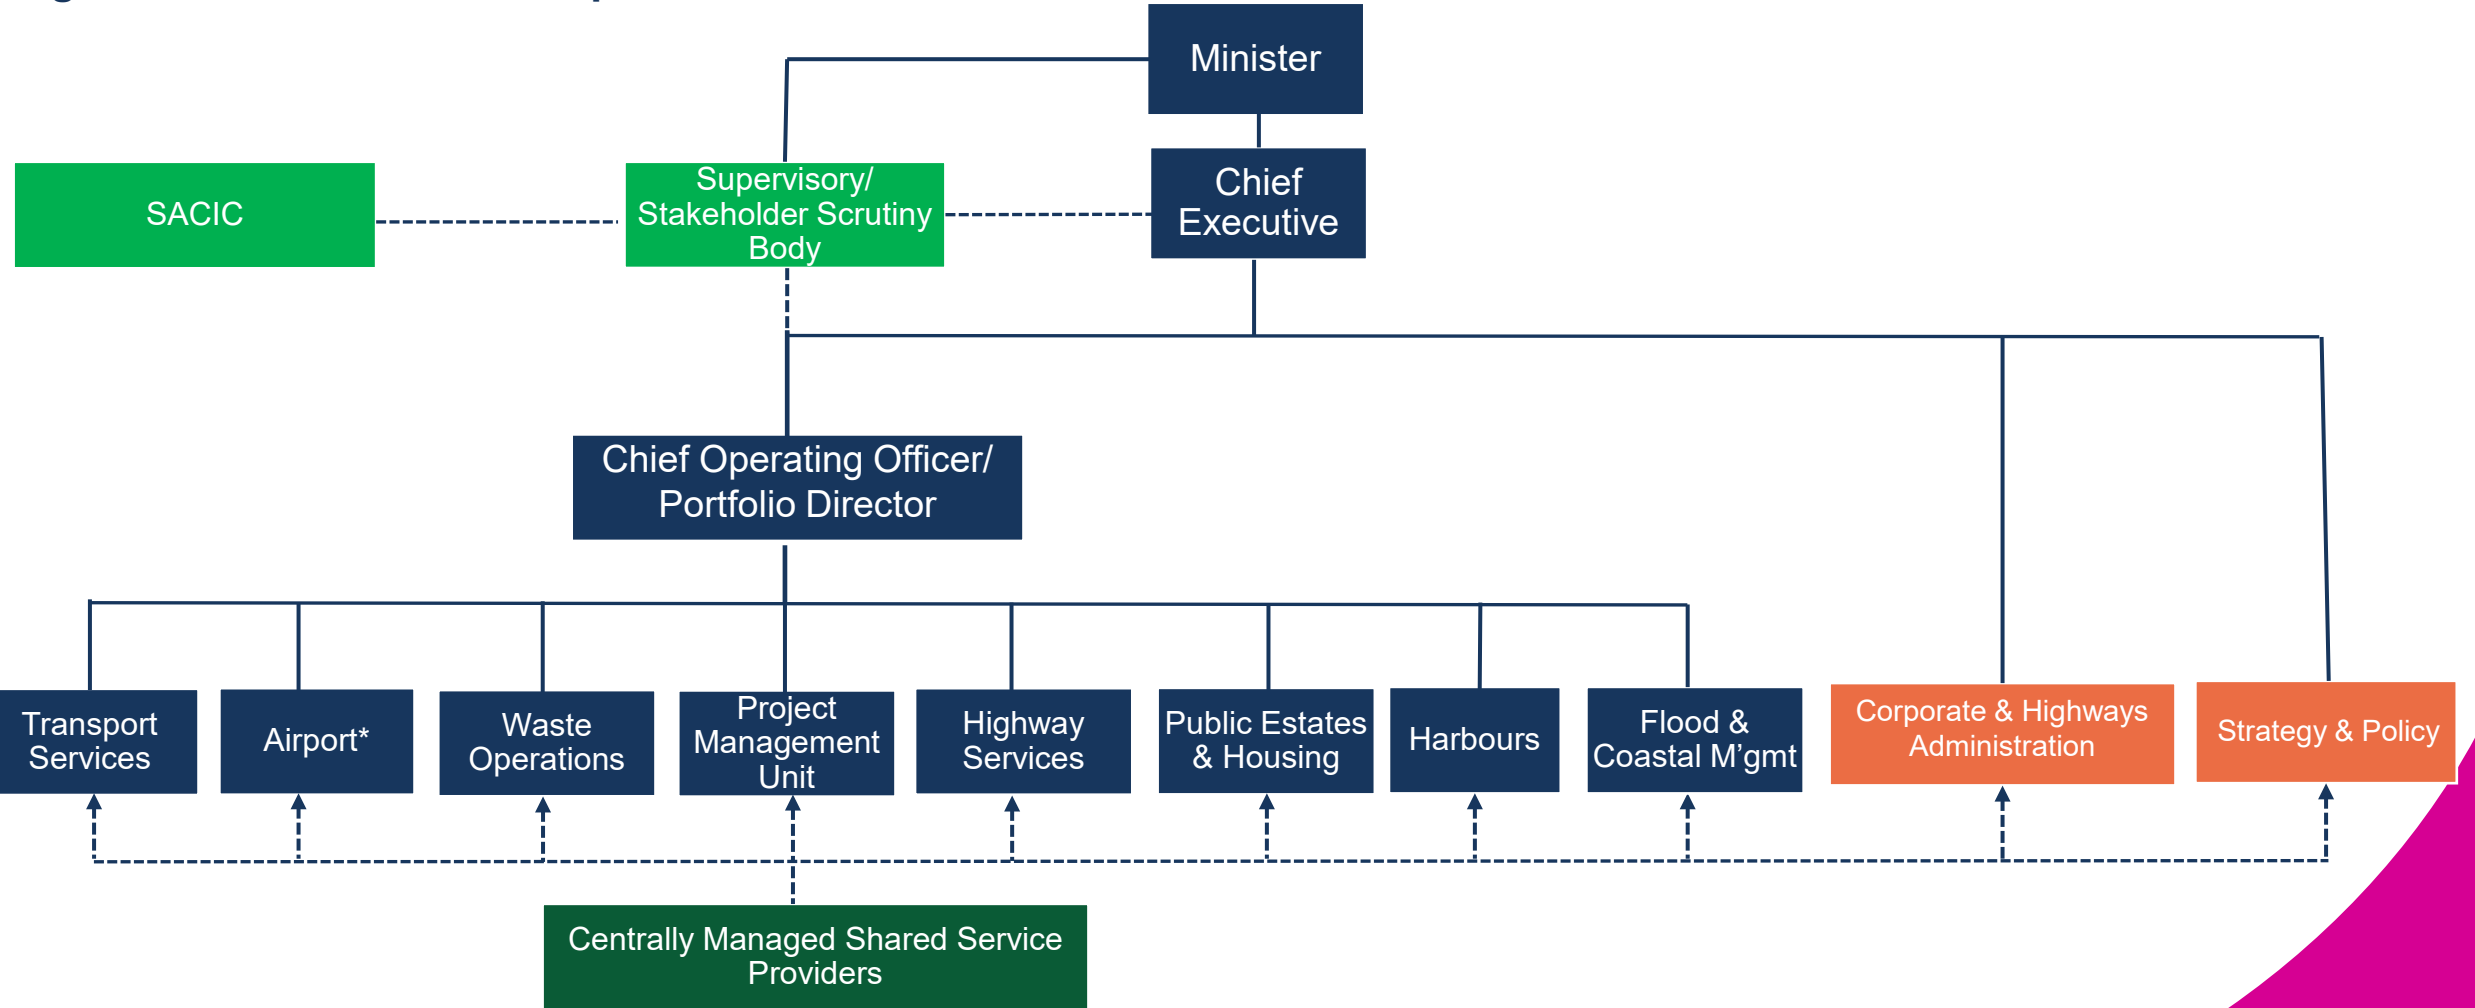 Minister
SACIC
Supervisory/
Stakeholder Scrutiny
Body
Chief
Executive
Chief Operating Officer/
Portfolio Director
Transport
Services
Airport*
Waste
Operations
Project
Management
Unit
Highway
Services
Public Estates
& Housing
Harbours
Flood &
Coastal M’gmt
Corporate & Highways
Administration
Strategy & Policy
Centrally Managed Shared Service
Providers